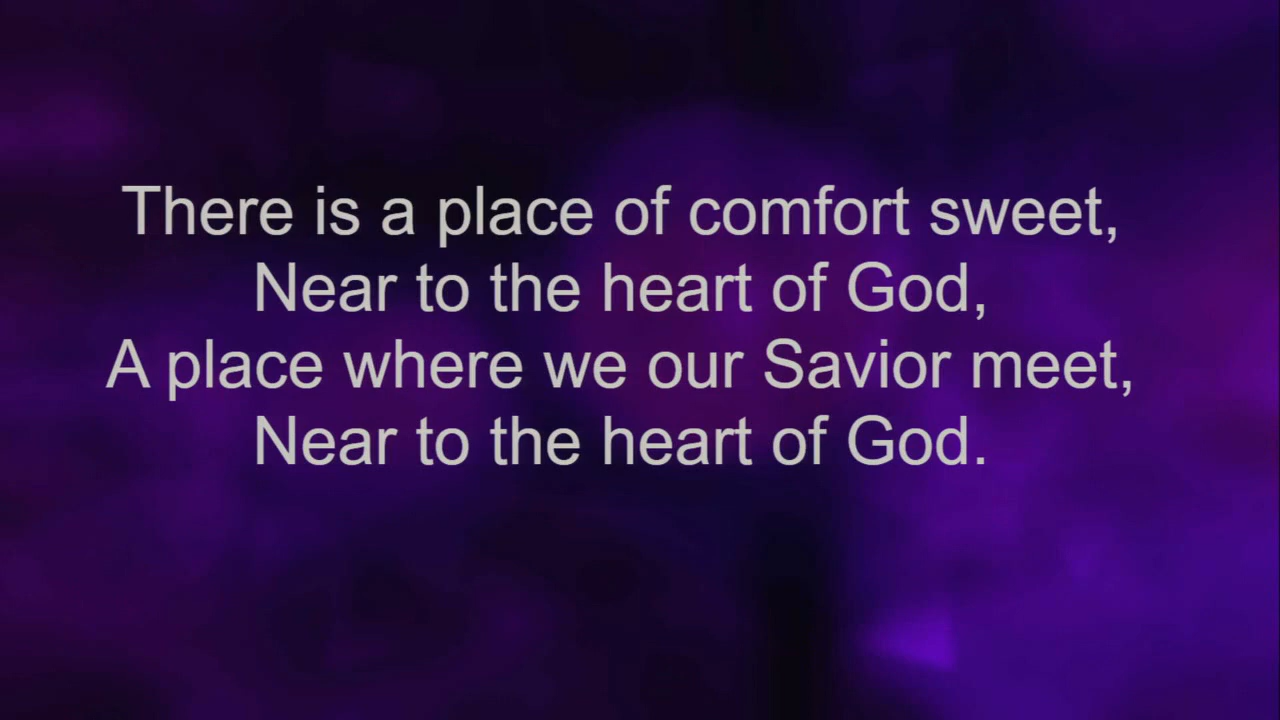 There is a place of comfort sweet,
Near to the heart of God,
A place where we our Savior meet,
Near to the heart of God.